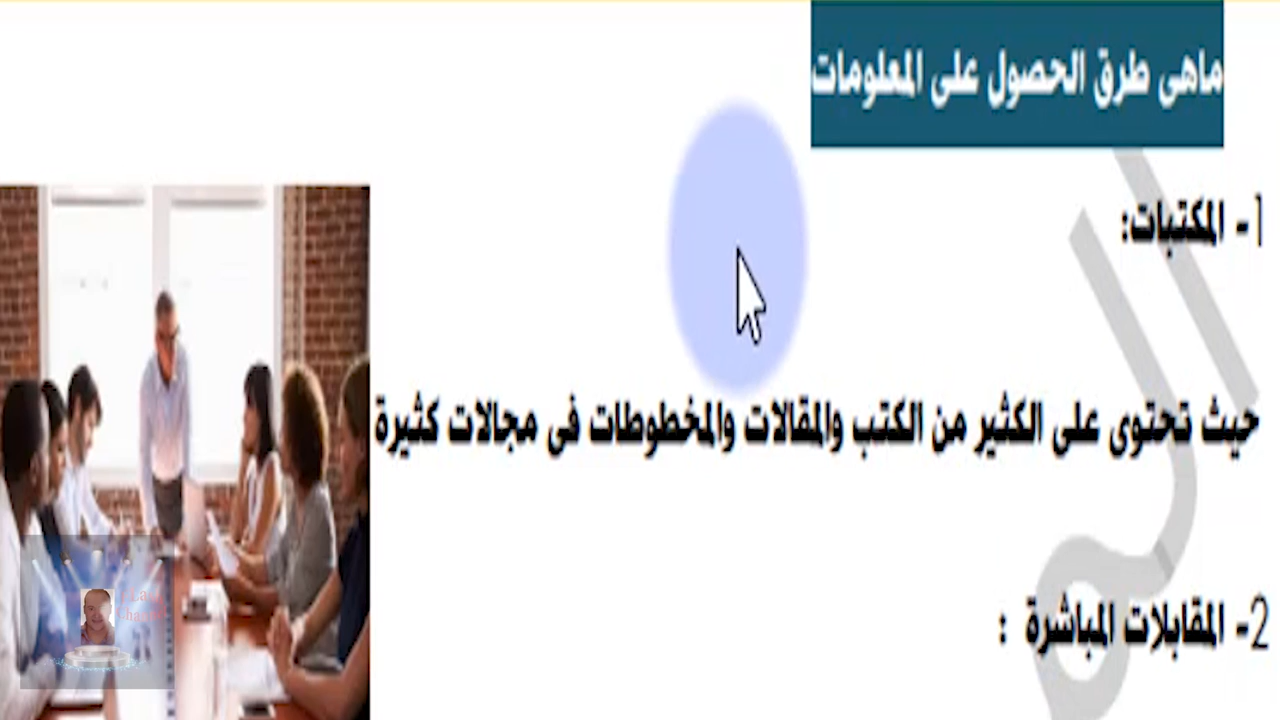 ماهى طرق الحصول على المعلومات
1- المكتبات:
حيث تحتوى على الكثير من الكتب والمقالات والمخطوطات فى مجالات كثيرة
2- المقابلات المباشرة :